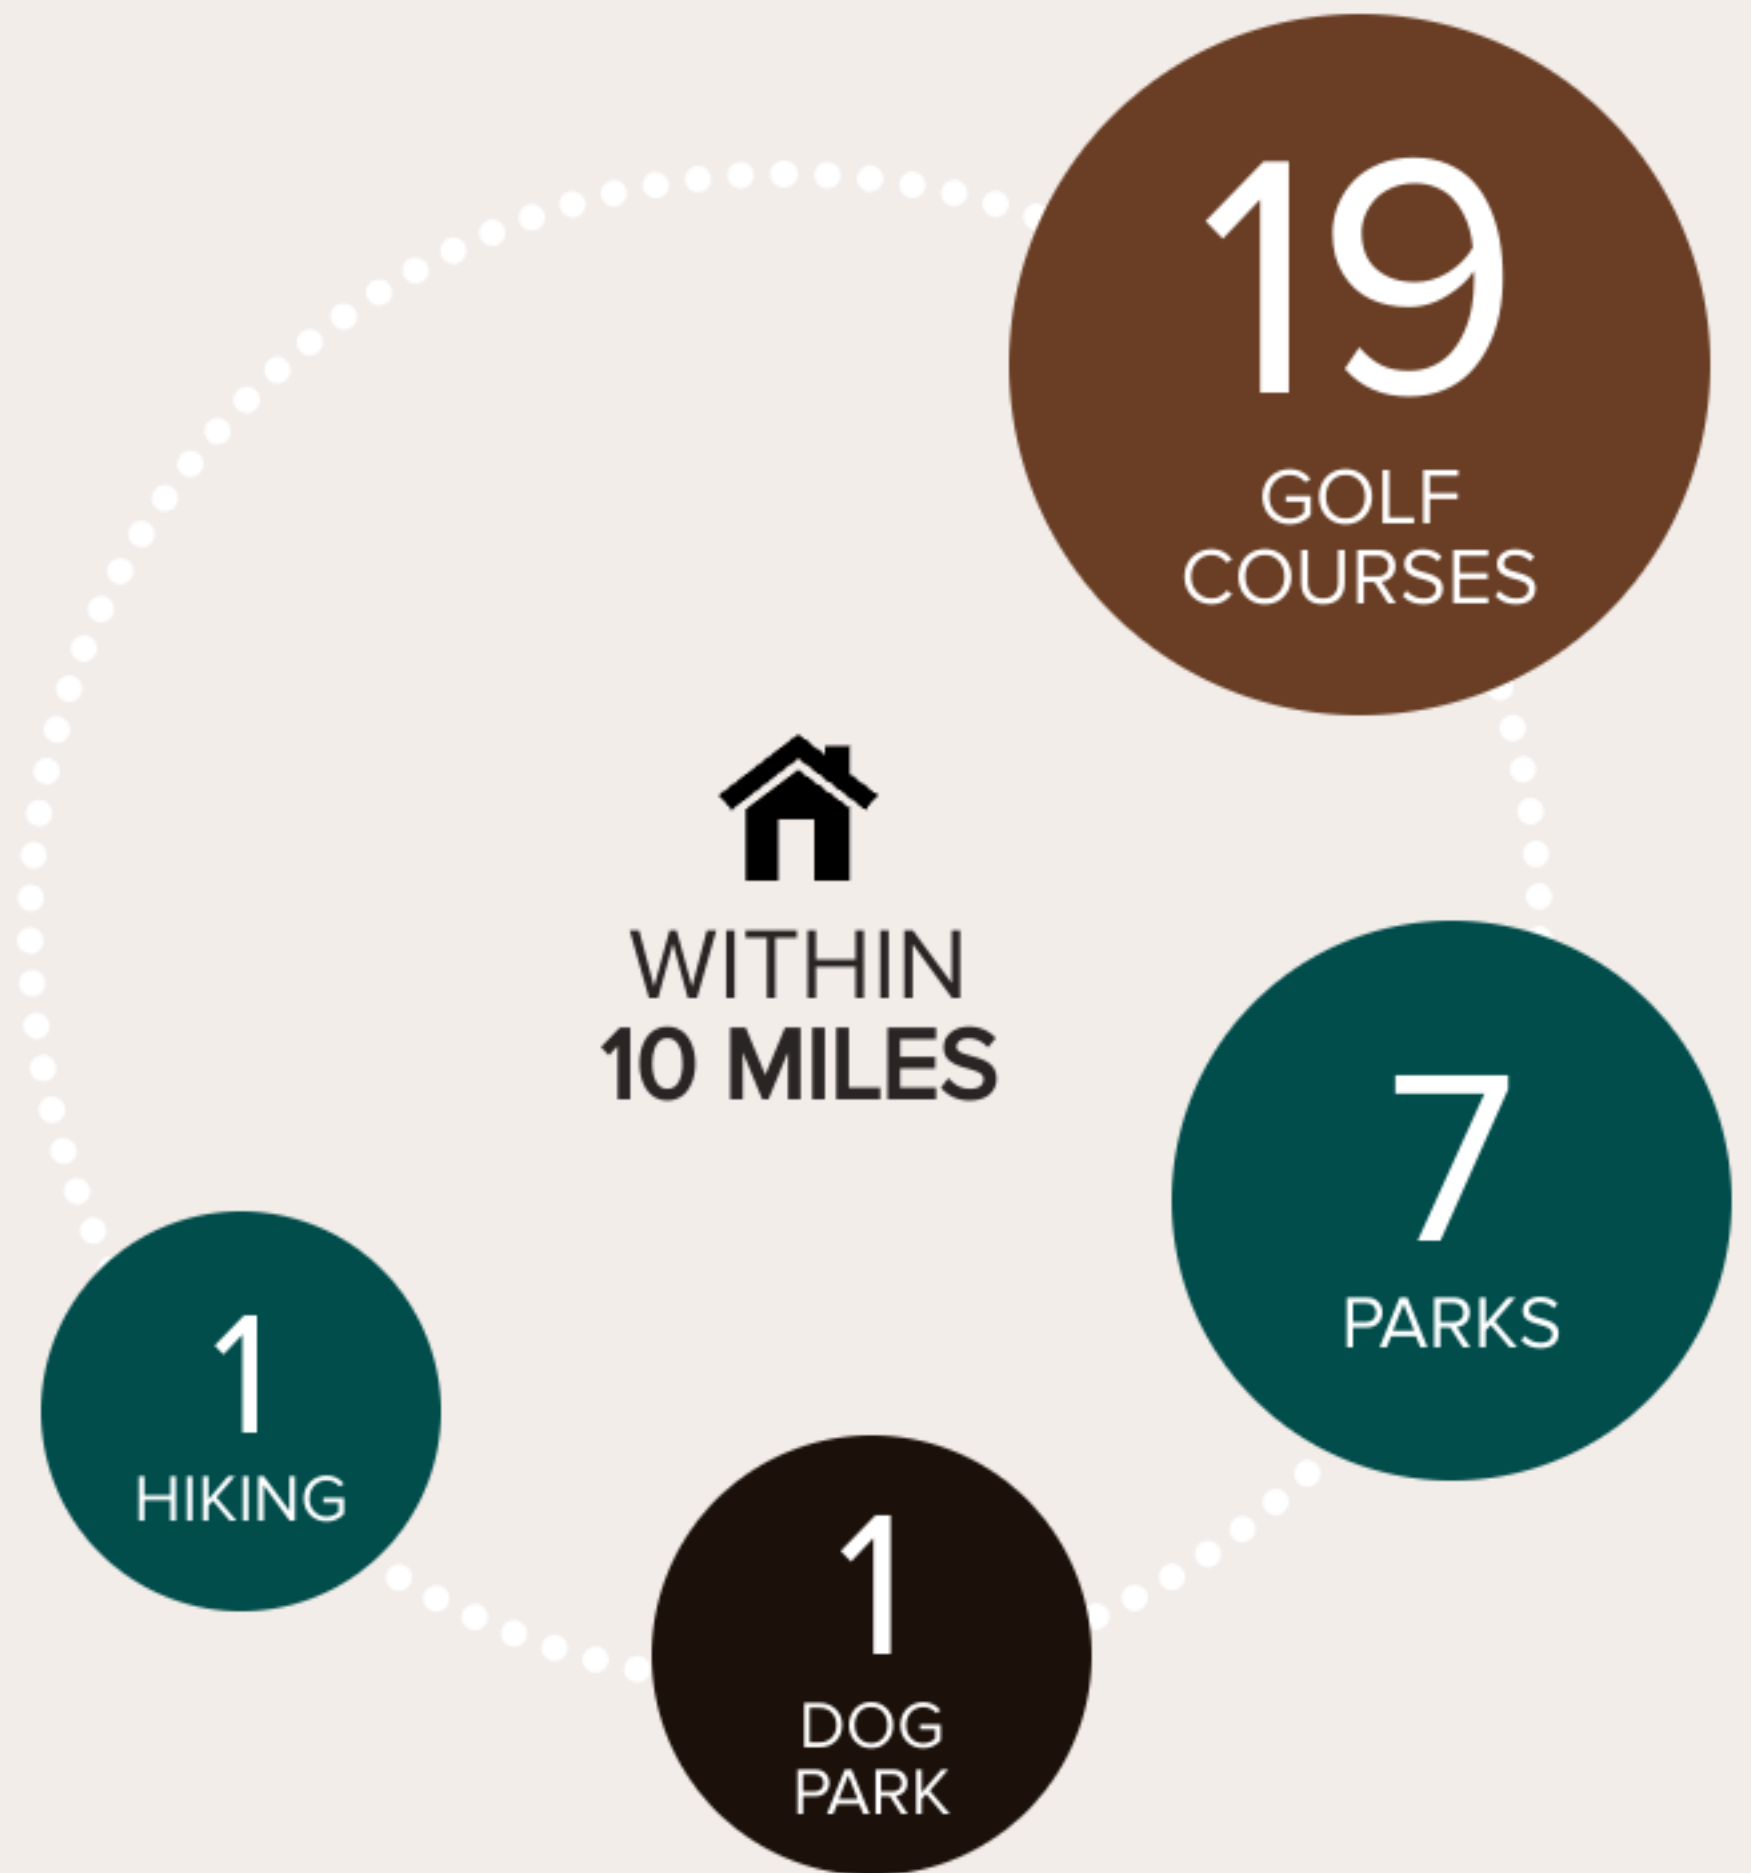 19
GOLF
COURSES
WITHIN
10 MILES
7
PARKS
1
HIKING
1
DOG
PARK